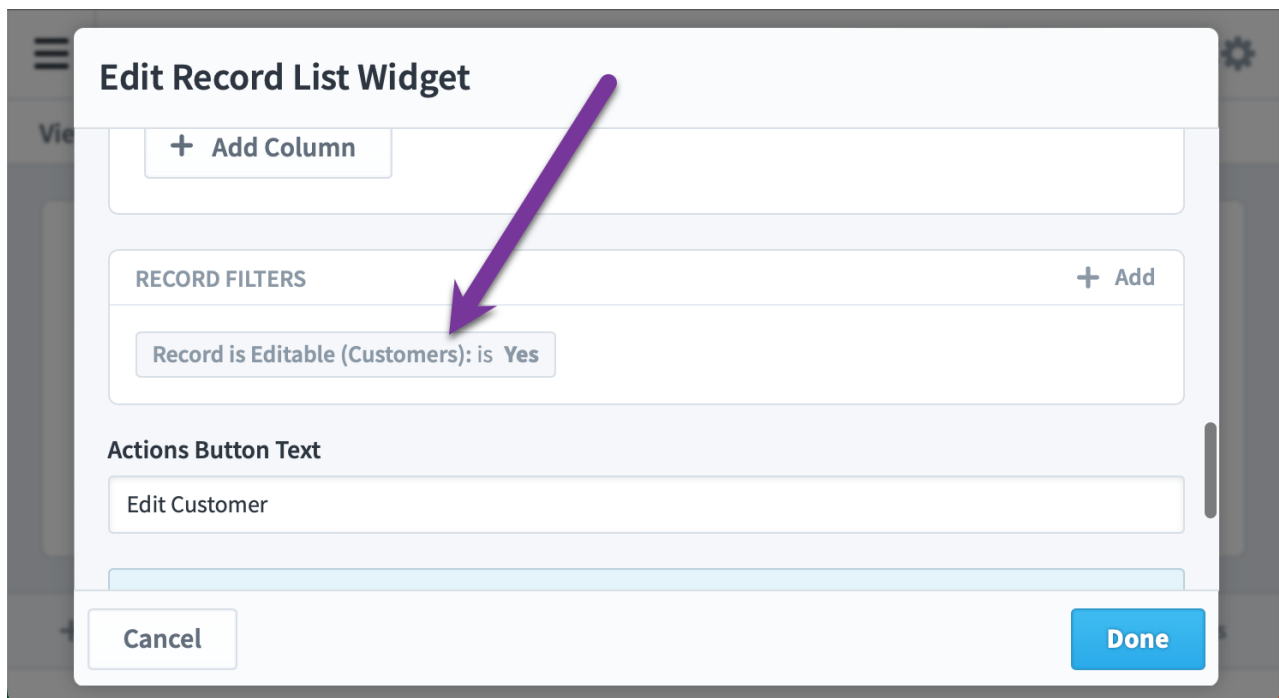 Edit Record List Widget
Vie
+ Add Column
RECORD FILTERS
+ Add
Record is Editable (Customers): is Yes
Actions Button Text
Edit Customer
Cancel
Done
s